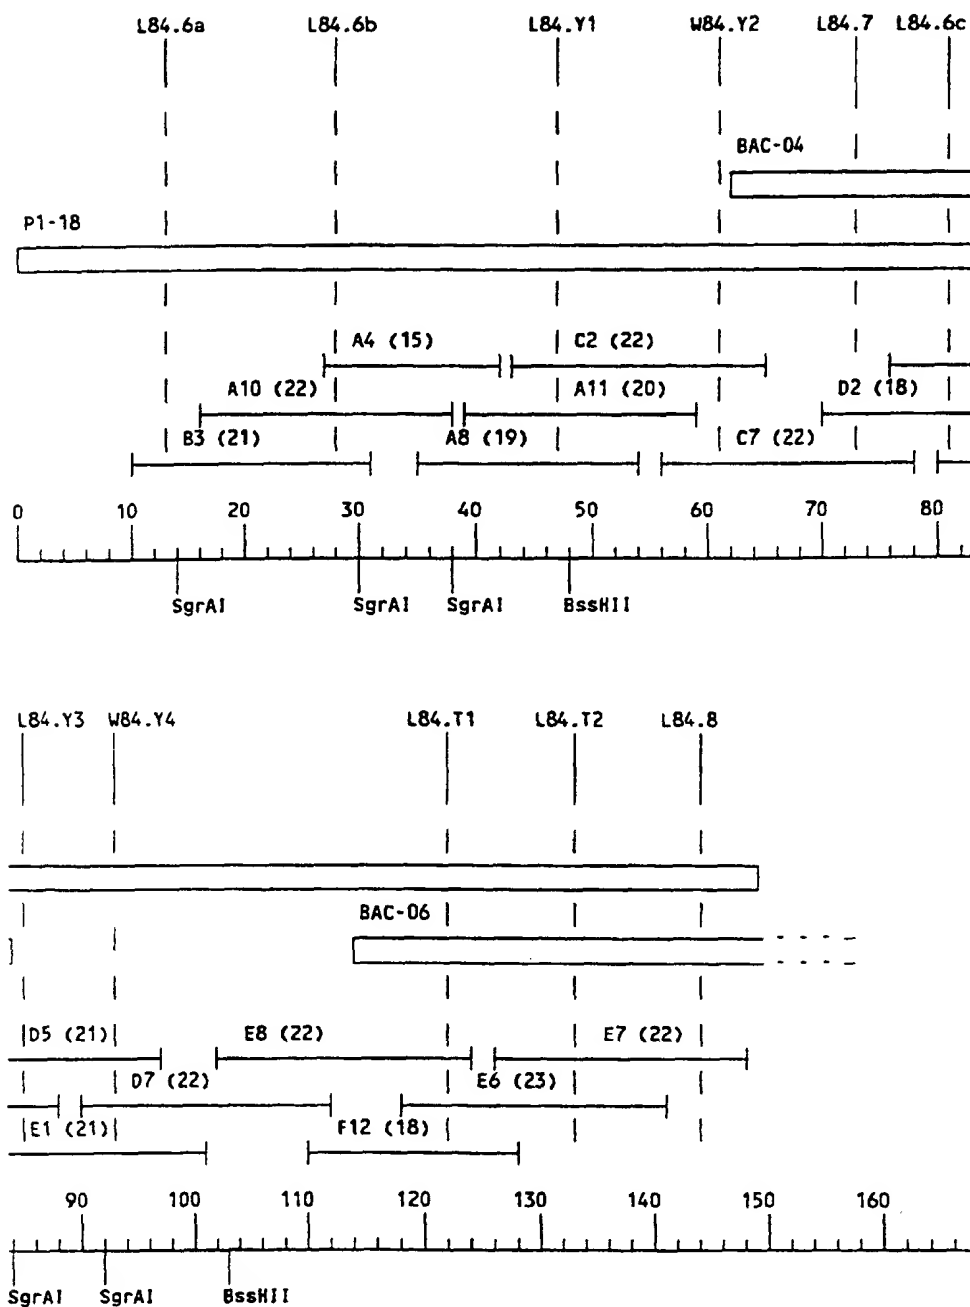 L84.6a L84.6b L84.Y1 W84.Y2 L84.7 L84.6c
BAC-04
P1-18
A4 (15) C2 (22)
A10 (22) A11 (20) D2 (18)
B3 (21) A8 (19) C7 (22)
0 10 20 30 40 50 60 70 80
SgrAI SgrAI SgrAI BssHII
L84.Y3 W84.Y4 L84.T1 L84.T2 L84.8
BAC-06
D5 (21) E8 (22) E7 (22)
D7 (22) E6 (23)
E1 (21) F12 (18)
90 100 110 120 130 140 150 160
SgrAI SgrAI BssHII